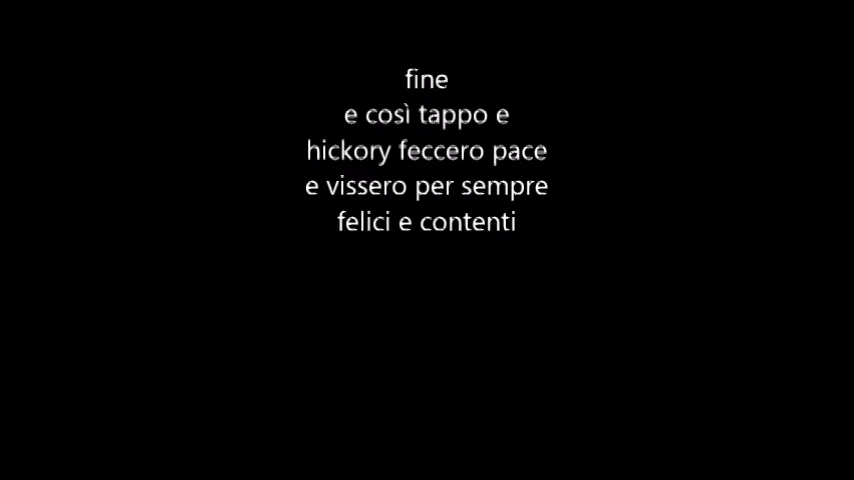 fine
e così tappo e
hickory feccero pace
e vissero per sempre
felici e contenti